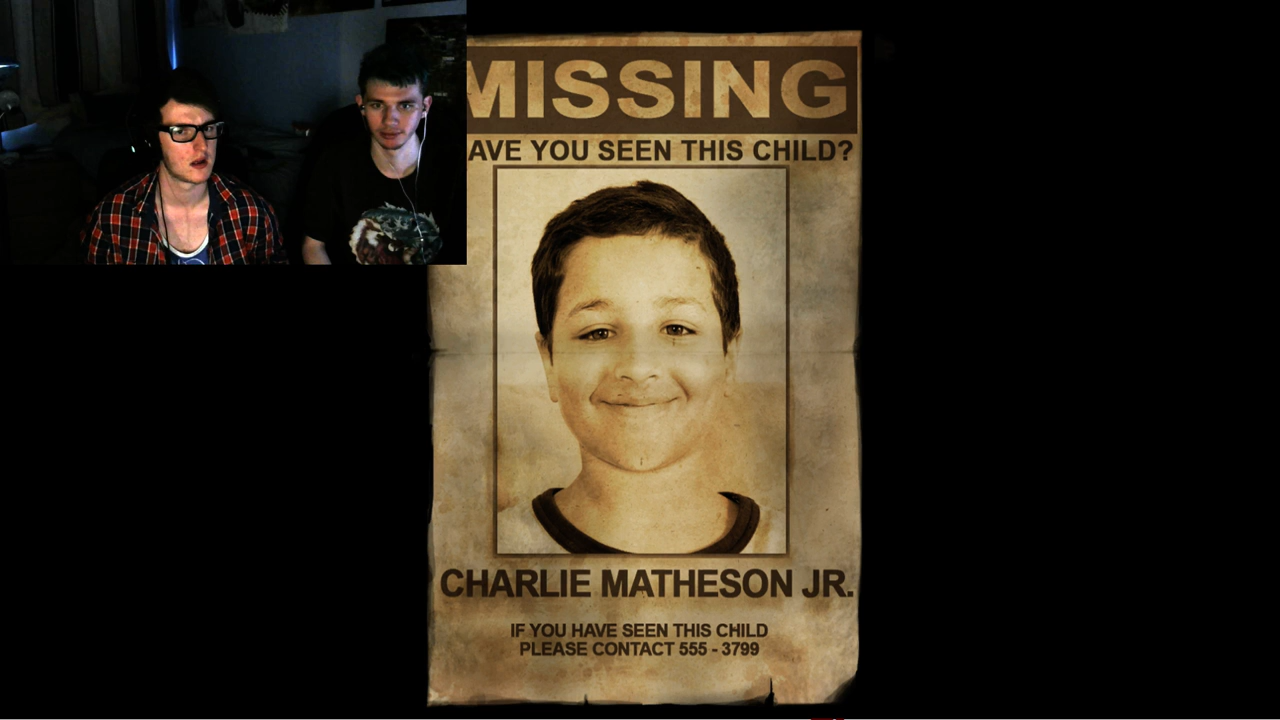 MISSING
AVE YOU SEEN THIS CHILD?
CHARLIE MATHESON JR.
IF YOU HAVE SEEN THIS CHILD
PLEASE CONTACT 555 - 3799